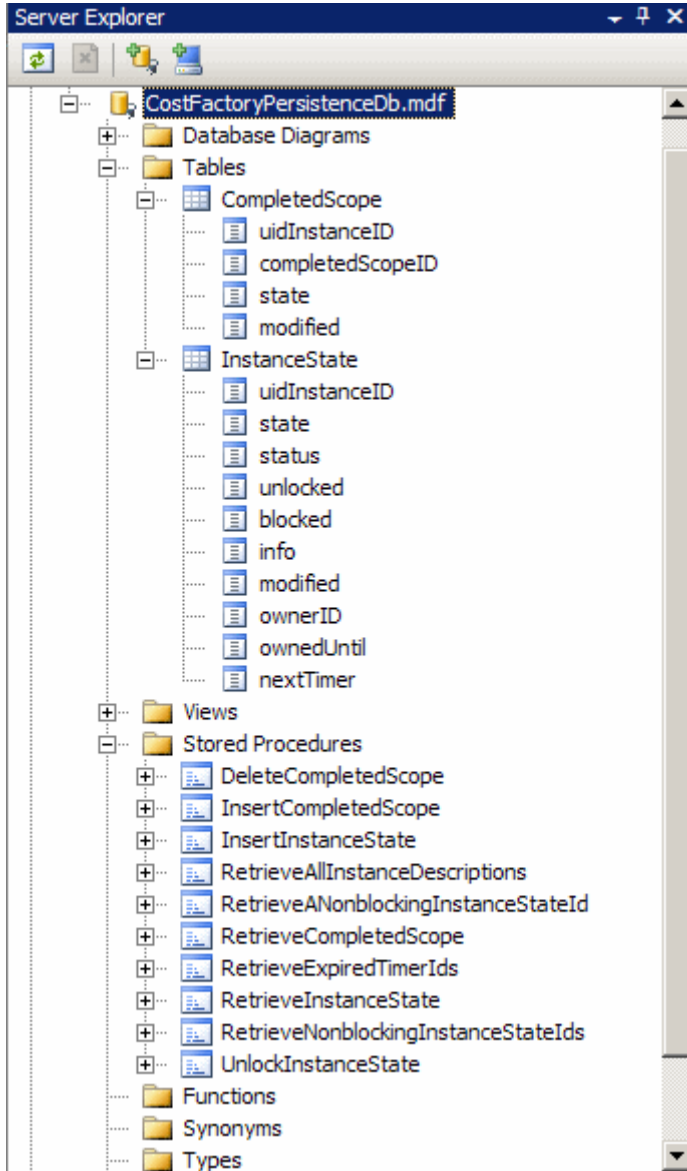 Server Explorer
CostFactoryPersistenceDb.mdf
Database Diagrams
Tables
CompletedScope
uidInstanceID
completedScopeID
state
modified
InstanceState
uidInstanceID
state
status
unlocked
blocked
info
modified
ownerID
ownedUntil
nextTimer
Views
Stored Procedures
DeleteCompletedScope
InsertCompletedScope
InsertInstanceState
RetrieveAllInstanceDescriptions
RetrieveANonblockingInstanceStateId
RetrieveCompletedScope
RetrieveExpiredTimerIds
RetrieveInstanceState
RetrieveNonblockingInstanceStateIds
UnlockInstanceState
Functions
Synonyms
Types